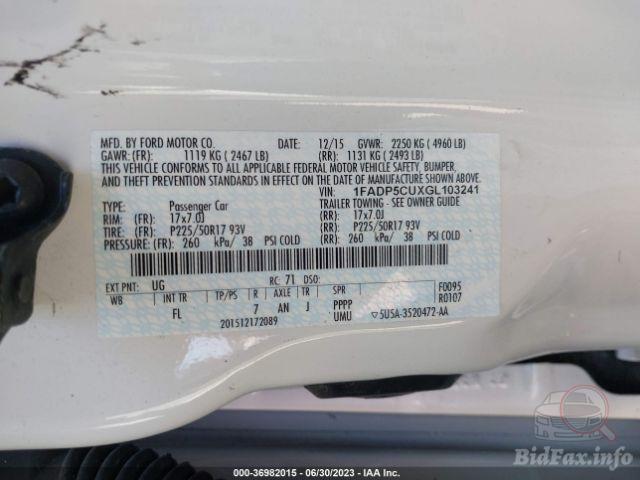 MFD. BY FORD MOTOR CO. DATE: 12/15 GVWR: 2250 KG ( 4960 LB)
GAWR: (FR): 1119 KG ( 2467 LB) (RR): 1131 KG ( 2493 LB)
THIS VEHICLE CONFORMS TO ALL APPLICABLE FEDERAL MOTOR VEHICLE SAFETY, BUMPER,
AND THEFT PREVENTION STANDARDS IN EFFECT ON THE DATE OF MANUFACTURE SHOWN ABOVE.
VIN: 1FADP5CUXGL103241
TYPE: Passenger Car TRAILER TOWING - SEE OWNER GUIDE
RIM: (FR): 17x7.0J (RR): 17x7.0J
TIRE: (FR): P225/50R17 93V (RR): P225/50R17 93V
PRESSURE: (FR): 260 kPa/ 38 PSI COLD (RR): 260 kPa/ 38 PSI COLD
EXT PNT: UG RC: 71 DSO: F0095
WB INT TR TP/PS R AXLE TR SPR R0107
FL 7 AN J PPPP
201512172089 UMU 5USA-3520472-AA
000-36982015 - 06/30/2023 - IAA Inc.
BidFax.info